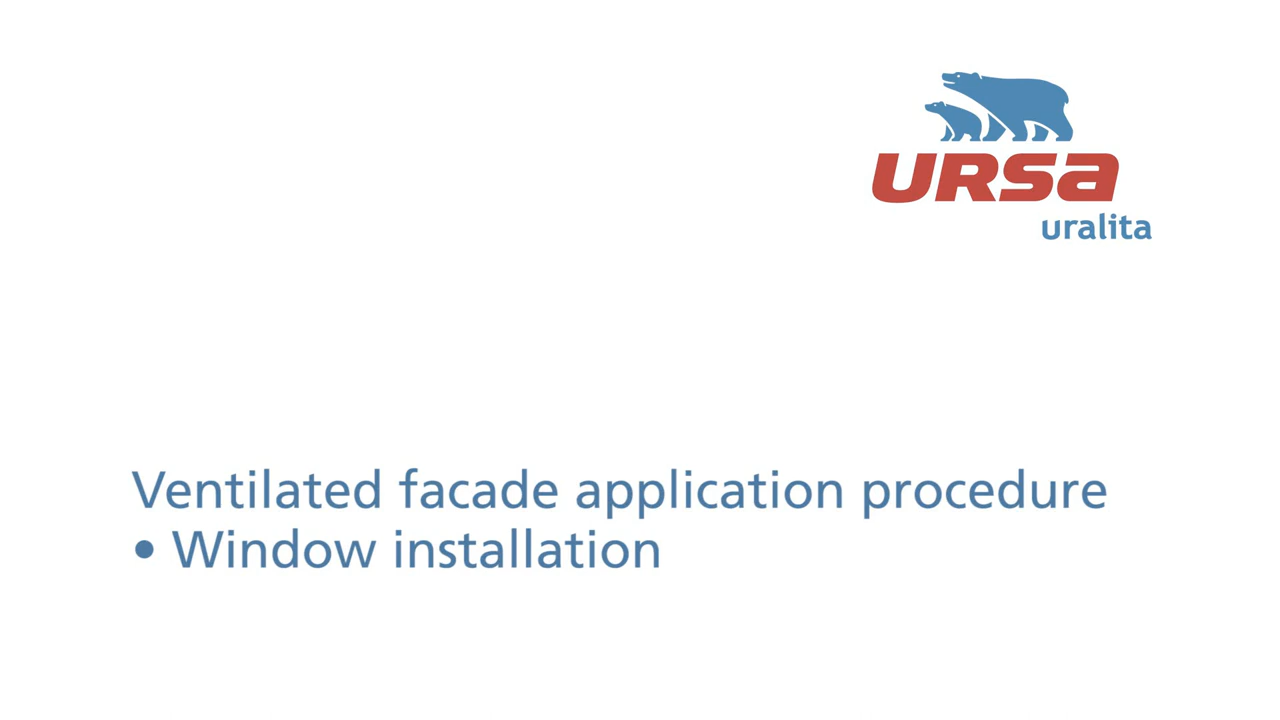 URSA
uralita
Ventilated facade application procedure
• Window installation